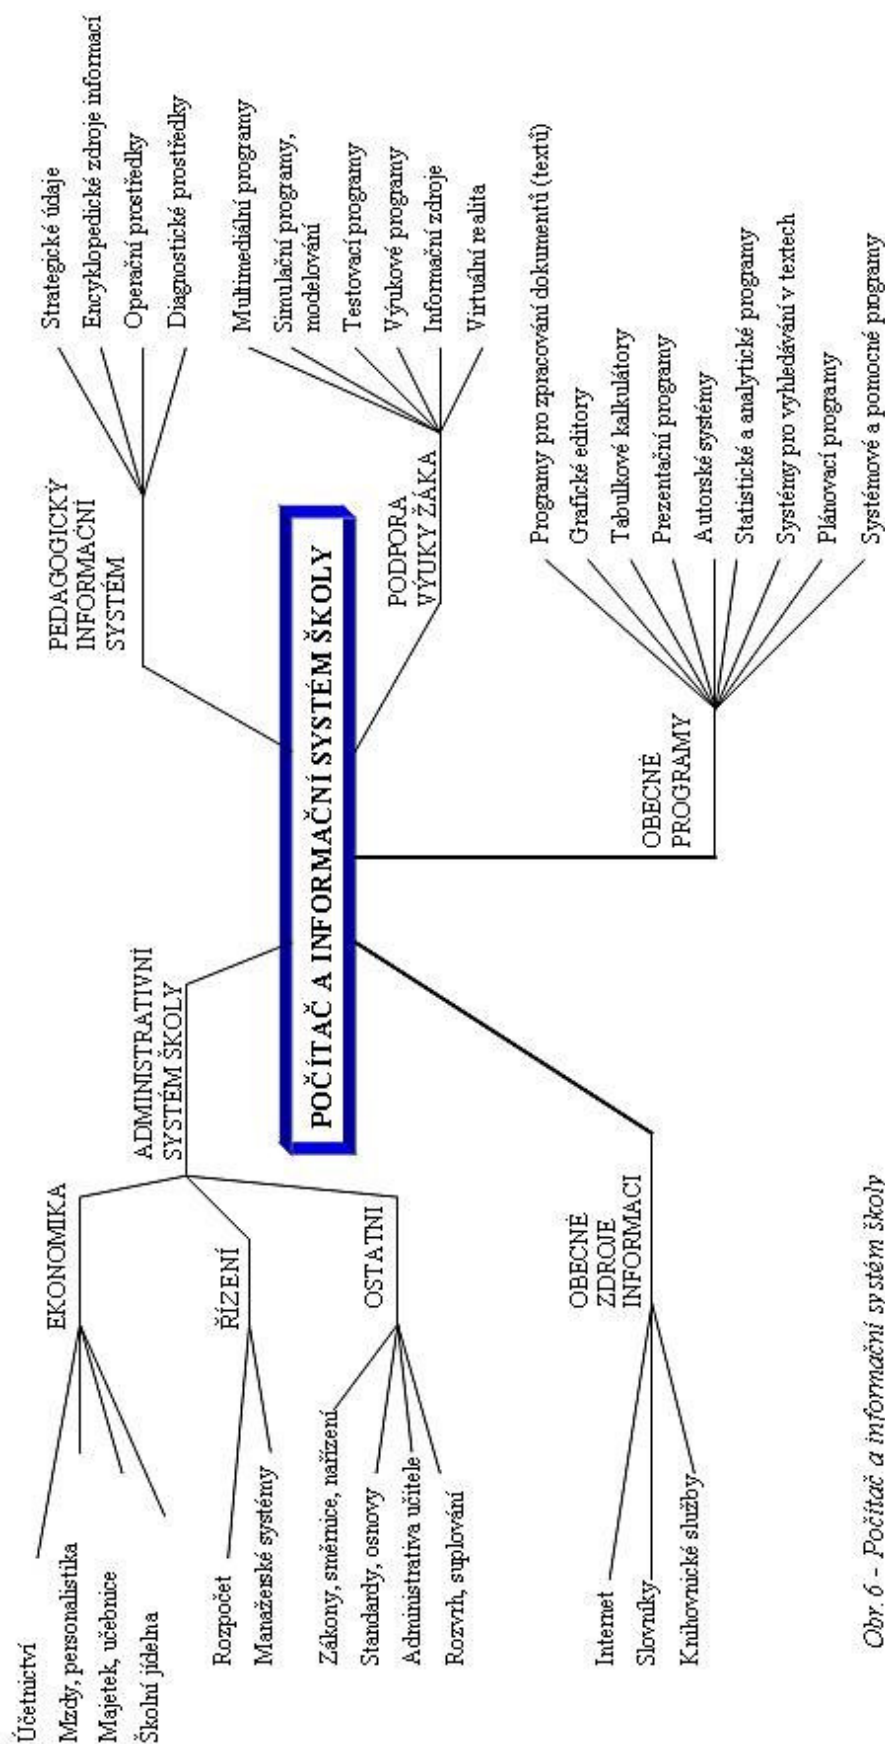 EKONOMIKA
Účetnictví
Mzdy, personalistika
Majetek, učebnice
Školní jídelna
ŘÍZENÍ
Rozpočet
Manažerské systémy
OSTATNI
Zákony, směrnice, nařízení
Standardy, osnovy
Administrativa učitele
Rozvrh, suplování
ADMINISTRATIVNÍ
SYSTÉM ŠKOLY
PEDAGOGICKÝ
INFORMAČNÍ
SYSTÉM
Strategické údaje
Encyklopedické zdroje informací
Operační prostředky
Diagnostické prostředky
POČÍTAČ A INFORMAČNÍ SYSTÉM ŠKOLY
PODPORA
VÝUKY ŽÁKA
Multimediální programy
Simulační programy,
modelování
Testovací programy
Výukové programy
Informační zdroje
Virtuální realita
OBECNÉ
ZDROJE
INFORMACI
Internet
Slovníky
Knihovnické služby
OBECNÉ
PROGRAMY
Programy pro zpracování dokumentů (textů)
Grafické editory
Tabulkové kalkulátory
Prezentační programy
Autorské systémy
Statistické a analytické programy
Systémy pro vyhledávání v textech
Plánovací programy
Systémové a pomocné programy
Obr. 6 - Počítač a informační systém školy